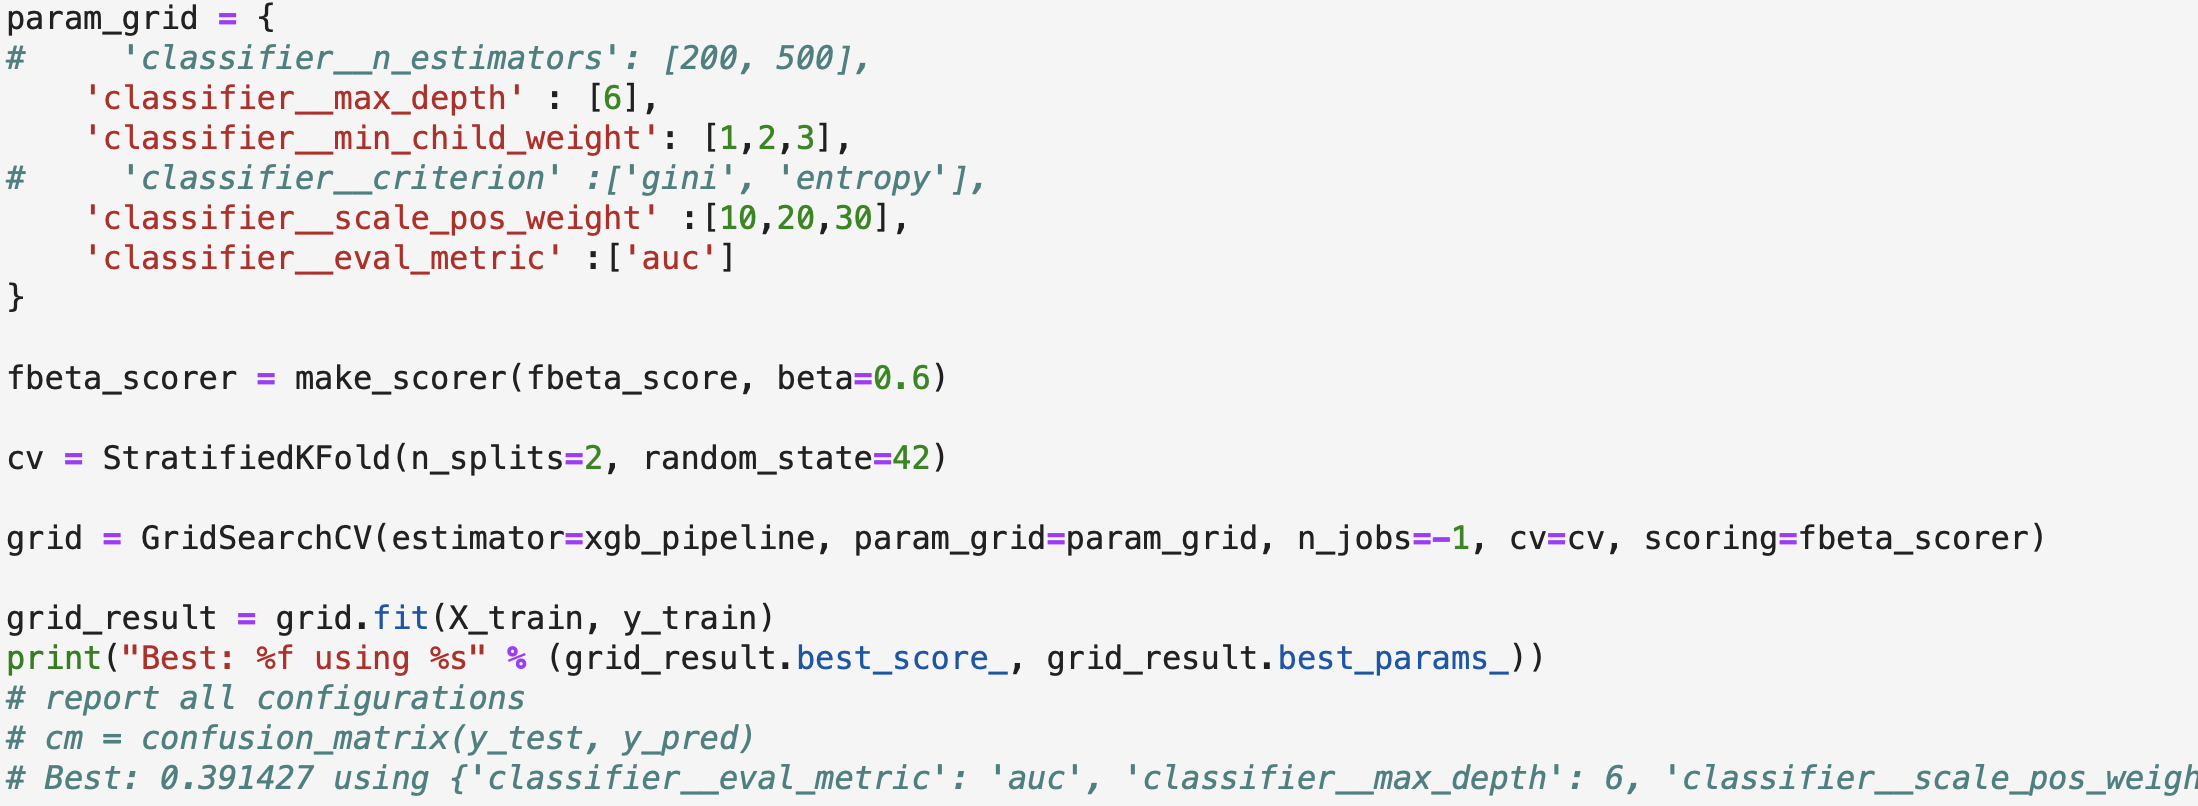 param_grid = {
#     'classifier__n_estimators': [200, 500],
    'classifier__max_depth' : [6],
    'classifier__min_child_weight': [1,2,3],
#     'classifier__criterion' :['gini', 'entropy'],
    'classifier__scale_pos_weight' :[10,20,30],
    'classifier__eval_metric' :['auc']
}
fbeta_scorer = make_scorer(fbeta_score, beta=0.6)
cv = StratifiedKFold(n_splits=2, random_state=42)
grid = GridSearchCV(estimator=xgb_pipeline, param_grid=param_grid, n_jobs=-1, cv=cv, scoring=fbeta_scorer)
grid_result = grid.fit(X_train, y_train)
print("Best: %f using %s" % (grid_result.best_score_, grid_result.best_params_))
# report all configurations
# cm = confusion_matrix(y_test, y_pred)
# Best: 0.391427 using {'classifier__eval_metric': 'auc', 'classifier__max_depth': 6, 'classifier__scale_pos_weigh